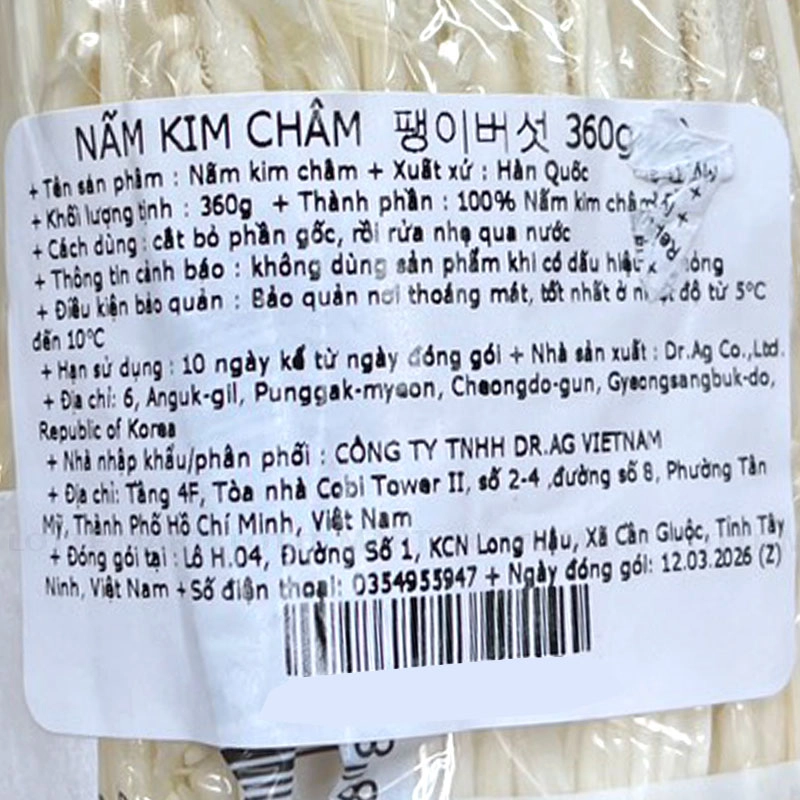 NẤM KIM CHÂM 팽이버섯 360g
+ Tên sản phẩm : Nấm kim châm + Xuất xứ : Hàn Quốc
+ Khối lượng tịnh : 360g + Thành phần : 100% Nấm kim châm
+ Cách dùng : cắt bỏ phần gốc, rồi rửa nhẹ qua nước
+ Thông tin cảnh báo : không dùng sản phẩm khi có dấu hiệu
+ Điều kiện bảo quản : Bảo quản nơi thoáng mát, tốt nhất ở nhiệt độ từ 5°C
đến 10°C
+ Hạn sử dụng : 10 ngày kể từ ngày đóng gói + Nhà sản xuất : Dr.Ag Co.,Ltd.
+ Địa chỉ: 6, Anguk-gil, Punggak-myeon, Cheongdo-gun, Gyeongsangbuk-do,
Republic of Korea
+ Nhà nhập khẩu/phân phối : CÔNG TY TNHH DR.AG VIETNAM
+ Địa chỉ: Tầng 4F, Tòa nhà Cobi Tower II, số 2-4 ,đường số 8, Phường Tân
Mỹ, Thành Phố Hồ Chí Minh, Việt Nam
+ Đóng gói tại : Lô H.04, Đường Số 1, KCN Long Hậu, Xã Cần Giuộc, Tỉnh Tây
Ninh, Việt Nam + Số điện thoại: 0354955947 + Ngày đóng gói: 12.03.2026 (Z)